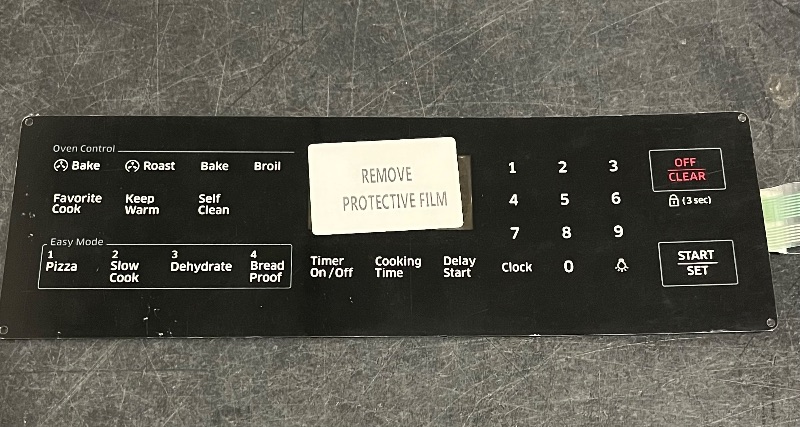 Oven Control
Bake Roast Bake Broil
Favorite Keep Self
Cook Warm Clean
Easy Mode
1 2 3 4
Pizza Slow Dehydrate Bread
Cook Proof
REMOVE
PROTECTIVE FILM
Timer Cooking Delay
On/Off Time Start
1 2 3
4 5 6
7 8 9
Clock 0
OFF
CLEAR
(3 sec)
START
SET